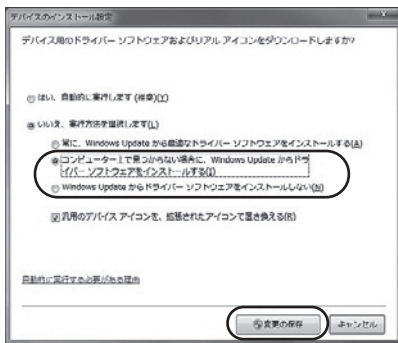 デバイスのインストール設定
デバイス用のドライバー ソフトウェアおよびリアル アイコンをダウンロードしますか?
はい、自動的に実行します (推奨)(Y)
いいえ、実行方法を選択します(L)
常に、Windows Update から最適なドライバー ソフトウェアをインストールする(A)
コンピューター上で見つからない場合に、Windows Update からドラ
イバー ソフトウェアをインストールする(I)
Windows Update からドライバー ソフトウェアをインストールしない(N)
汎用のデバイス アイコンを、拡張されたアイコンで置き換える(R)
自動的に実行する必要がある理由
変更の保存
キャンセル